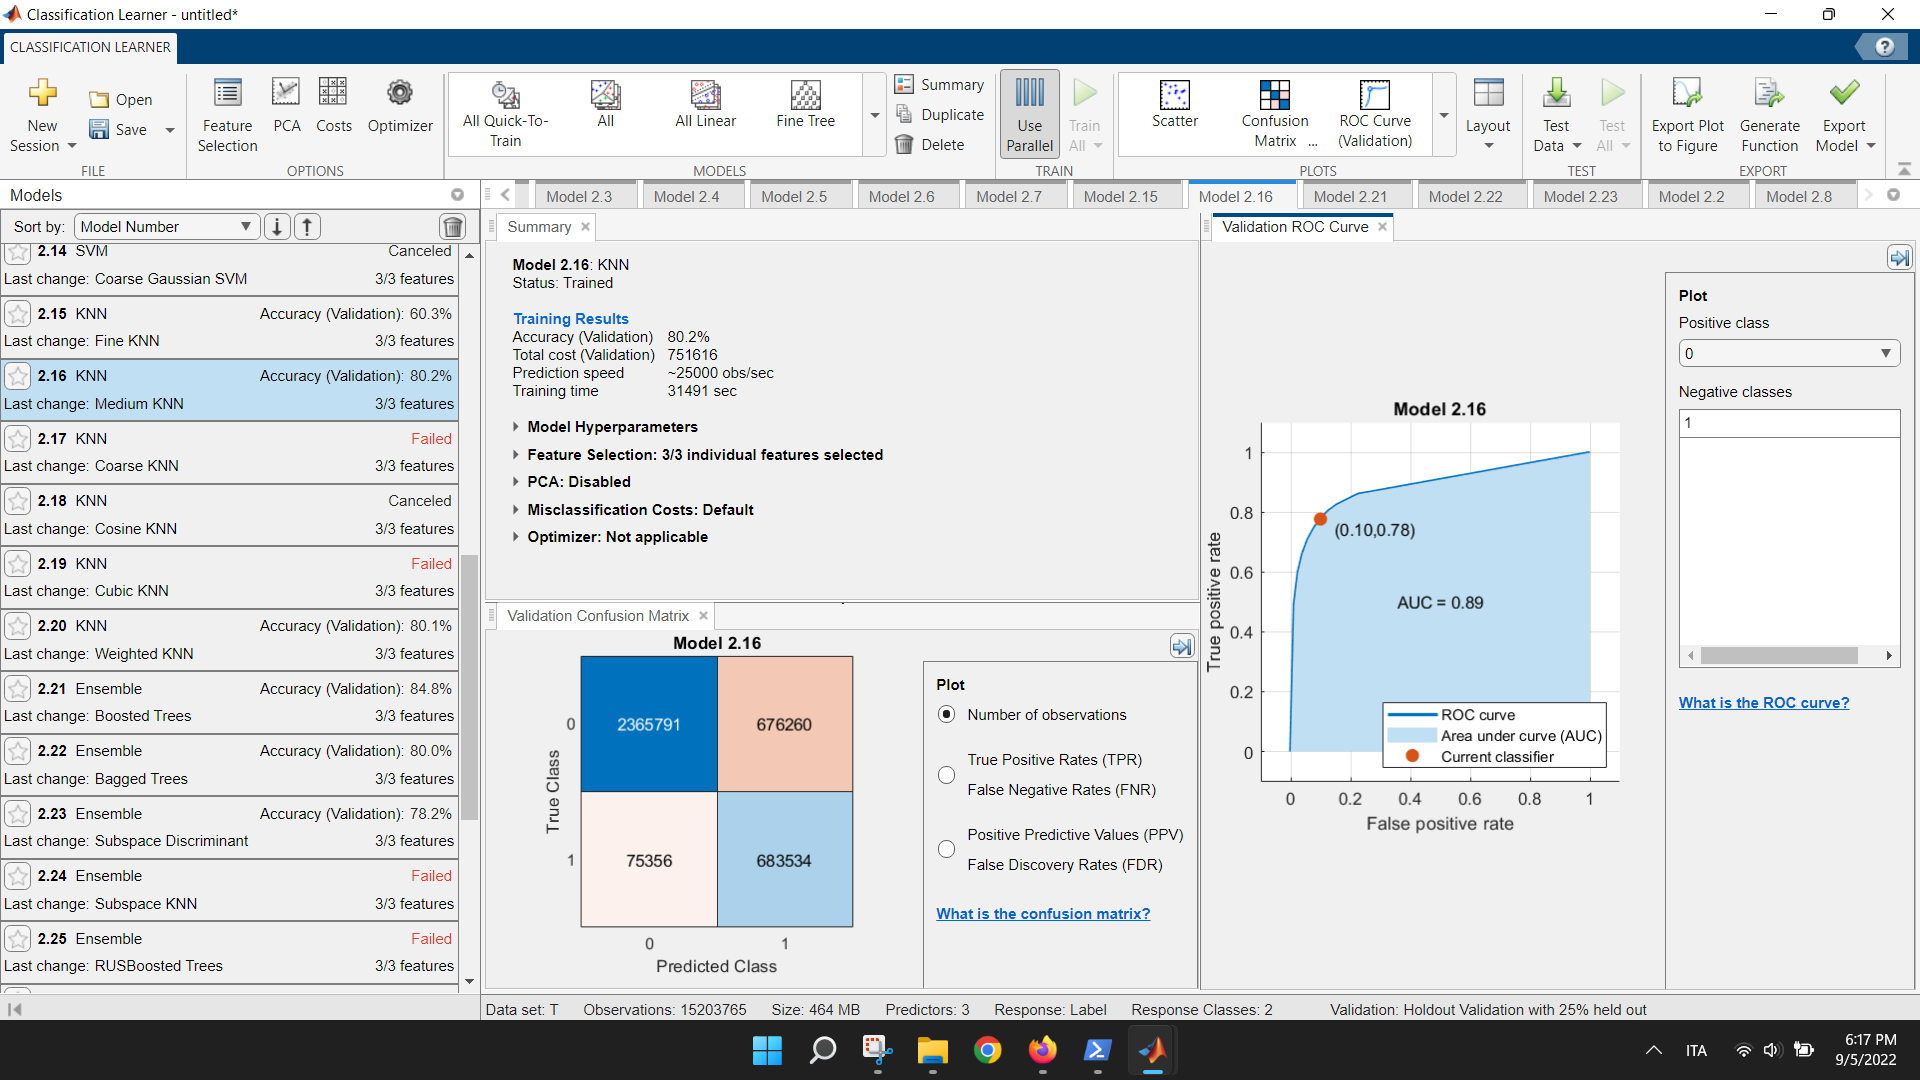 Classification Learner - untitled*
CLASSIFICATION LEARNER
New Session
Open
Save
FILE
Feature Selection
PCA
Costs
Optimizer
OPTIONS
All Quick-To-Train
All
All Linear
Fine Tree
MODELS
Summary
Duplicate
Delete
Use Parallel
Train All
TRAIN
Scatter
Confusion Matrix ...
ROC Curve (Validation)
PLOTS
Layout
Test Data
Test All
TEST
Export Plot to Figure
Generate Function
Export Model
EXPORT
Models
Sort by: Model Number
2.14 SVM Canceled
Last change: Coarse Gaussian SVM 3/3 features
2.15 KNN Accuracy (Validation): 60.3%
Last change: Fine KNN 3/3 features
2.16 KNN Accuracy (Validation): 80.2%
Last change: Medium KNN 3/3 features
2.17 KNN Failed
Last change: Coarse KNN 3/3 features
2.18 KNN Canceled
Last change: Cosine KNN 3/3 features
2.19 KNN Failed
Last change: Cubic KNN 3/3 features
2.20 KNN Accuracy (Validation): 80.1%
Last change: Weighted KNN 3/3 features
2.21 Ensemble Accuracy (Validation): 84.8%
Last change: Boosted Trees 3/3 features
2.22 Ensemble Accuracy (Validation): 80.0%
Last change: Bagged Trees 3/3 features
2.23 Ensemble Accuracy (Validation): 78.2%
Last change: Subspace Discriminant 3/3 features
2.24 Ensemble Failed
Last change: Subspace KNN 3/3 features
2.25 Ensemble Failed
Last change: RUSBoosted Trees 3/3 features
Model 2.3 Model 2.4 Model 2.5 Model 2.6 Model 2.7 Model 2.15 Model 2.16 Model 2.21 Model 2.22 Model 2.23 Model 2.2 Model 2.8
Summary
Model 2.16: KNN
Status: Trained
Training Results
Accuracy (Validation) 80.2%
Total cost (Validation) 751616
Prediction speed ~25000 obs/sec
Training time 31491 sec
Model Hyperparameters
Feature Selection: 3/3 individual features selected
PCA: Disabled
Misclassification Costs: Default
Optimizer: Not applicable
Validation Confusion Matrix
Model 2.16
True Class
0 2365791 676260
1 75356 683534
0 1
Predicted Class
Plot
Number of observations
True Positive Rates (TPR)
False Negative Rates (FNR)
Positive Predictive Values (PPV)
False Discovery Rates (FDR)
What is the confusion matrix?
Validation ROC Curve
Model 2.16
True positive rate
1
0.8
0.6
0.4
0.2
0
(0.10,0.78)
AUC = 0.89
ROC curve
Area under curve (AUC)
Current classifier
0 0.2 0.4 0.6 0.8 1
False positive rate
Plot
Positive class
0
Negative classes
1
What is the ROC curve?
Data set: T Observations: 15203765 Size: 464 MB Predictors: 3 Response: Label Response Classes: 2 Validation: Holdout Validation with 25% held out
ITA
6:17 PM
9/5/2022